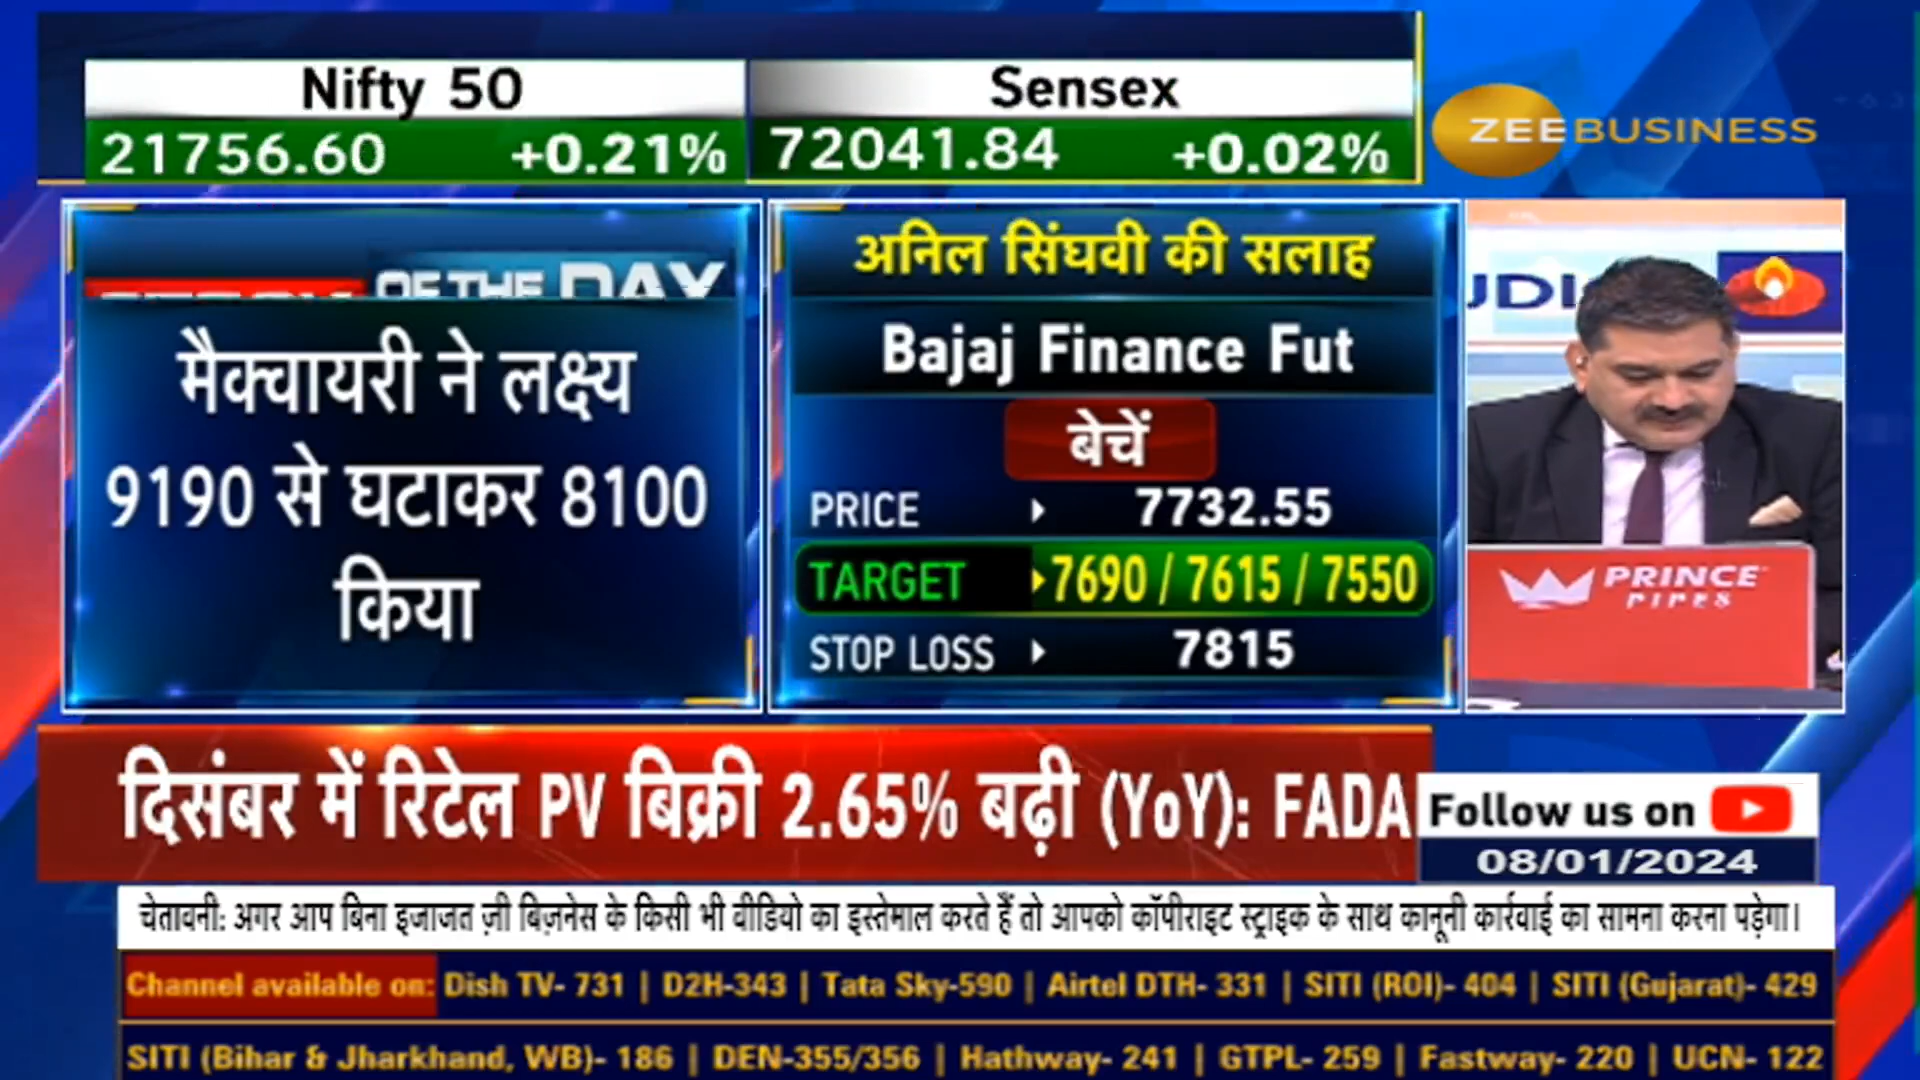 Nifty 50
21756.60 +0.21%
Sensex
72041.84 +0.02%
ZEEBUSINESS
OF THE DAY
मैक्वायरी ने लक्ष्य
9190 से घटाकर 8100
किया
अनिल सिंघवी की सलाह
Bajaj Finance Fut
बेचें
PRICE 7732.55
TARGET 7690 / 7615 / 7550
STOP LOSS 7815
PRINCE
PIPES
दिसंबर में रिटेल PV बिक्री 2.65% बढ़ी (YoY): FADA
Follow us on
08/01/2024
चेतावनी: अगर आप बिना इजाजत ज़ी बिज़नेस के किसी भी वीडियो का इस्तेमाल करते हैं तो आपको कॉपीराइट स्ट्राइक के साथ कानूनी कार्रवाई का सामना करना पड़ेगा।
Channel available on: Dish TV- 731 | D2H-343 | Tata Sky-590 | Airtel DTH- 331 | SITI (ROI)- 404 | SITI (Gujarat)- 429
SITI (Bihar & Jharkhand, WB)- 186 | DEN-355/356 | Hathway- 241 | GTPL- 259 | Fastway- 220 | UCN- 122